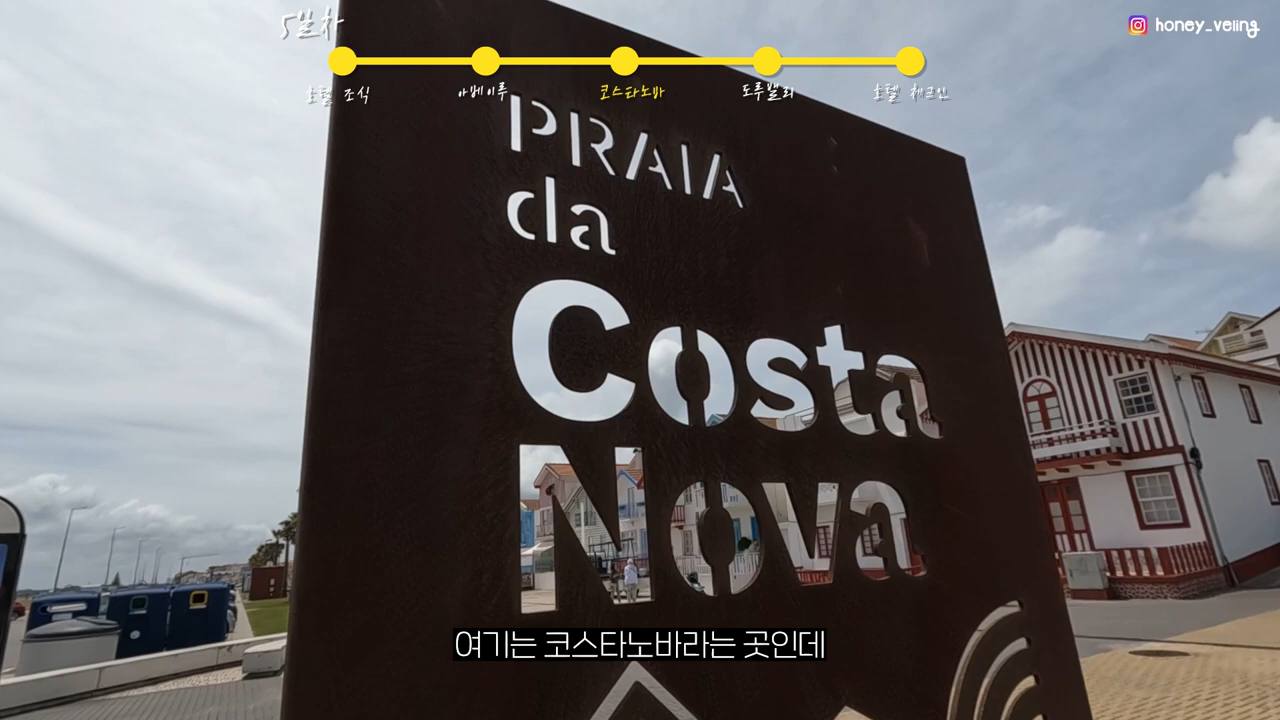 5일차
honey_veling
호텔 조식
아베이루
코스타노바
도루밸리
호텔 체크인
PRAIA
da
Costa
Nova
여기는 코스타노바라는 곳인데